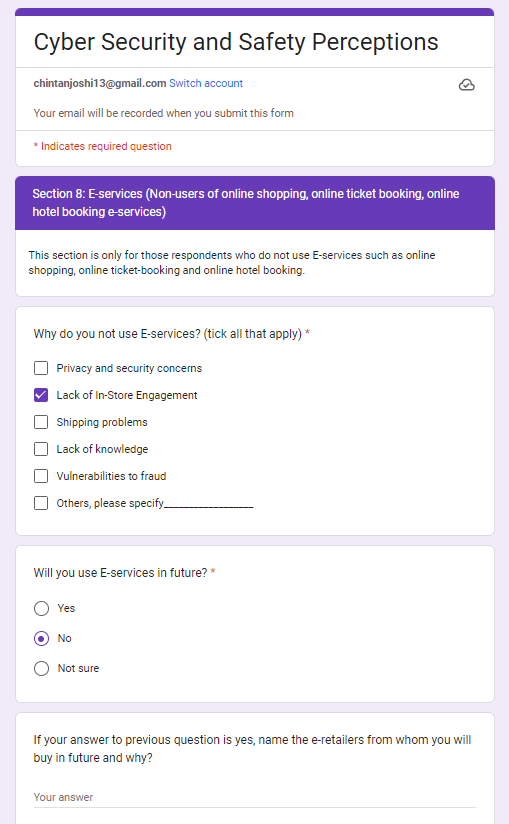 Cyber Security and Safety Perceptions
chintanjoshi13@gmail.com Switch account
Your email will be recorded when you submit this form
* Indicates required question
Section 8: E-services (Non-users of online shopping, online ticket booking, online
hotel booking e-services)
This section is only for those respondents who do not use E-services such as online
shopping, online ticket-booking and online hotel booking.
Why do you not use E-services? (tick all that apply) *
Privacy and security concerns
Lack of In-Store Engagement
Shipping problems
Lack of knowledge
Vulnerabilities to fraud
Others, please specify__________________
Will you use E-services in future? *
Yes
No
Not sure
If your answer to previous question is yes, name the e-retailers from whom you will
buy in future and why?
Your answer